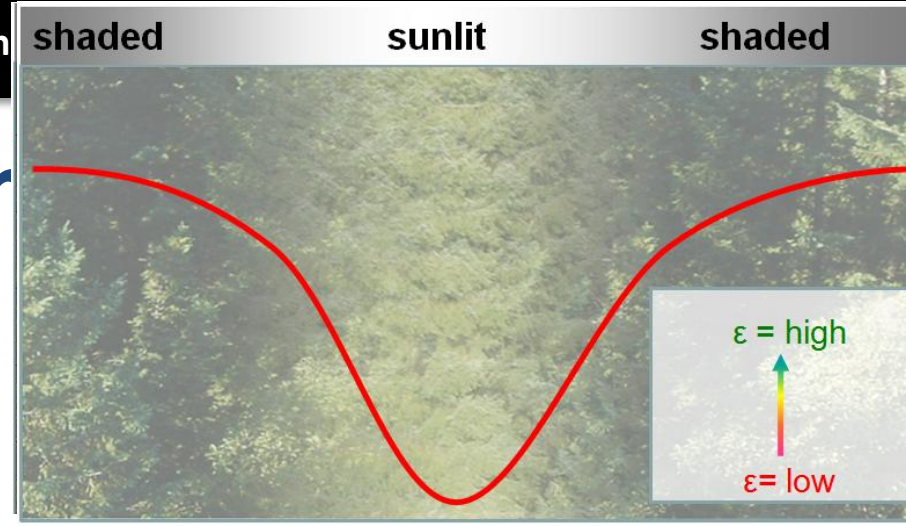 shaded sunlit shaded
ε = high
ε= low